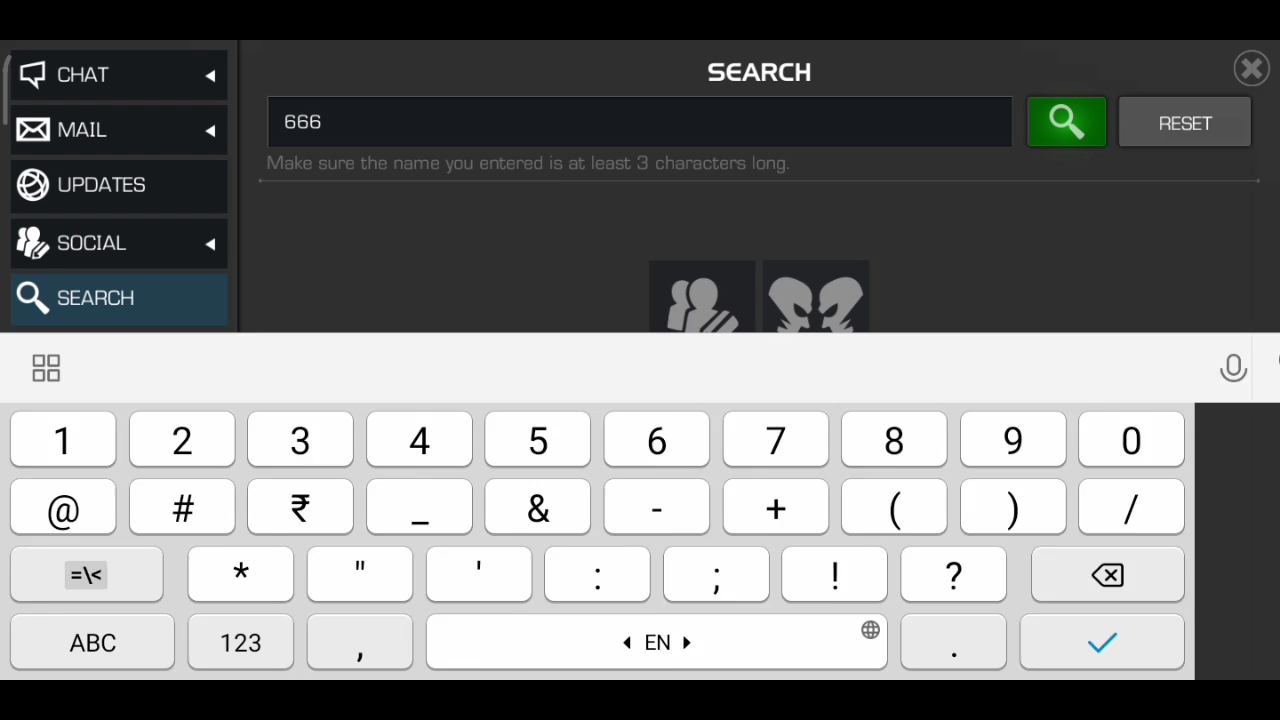 SEARCH
CHAT
666
RESET
MAIL
Make sure the name you entered is at least 3 characters long.
UPDATES
SOCIAL
SEARCH
1 2 3 4 5 6 7 8 9 0
@ # ₹ _ & - + ( ) /
=\< * " ' : ; ! ?
ABC 123 , EN .